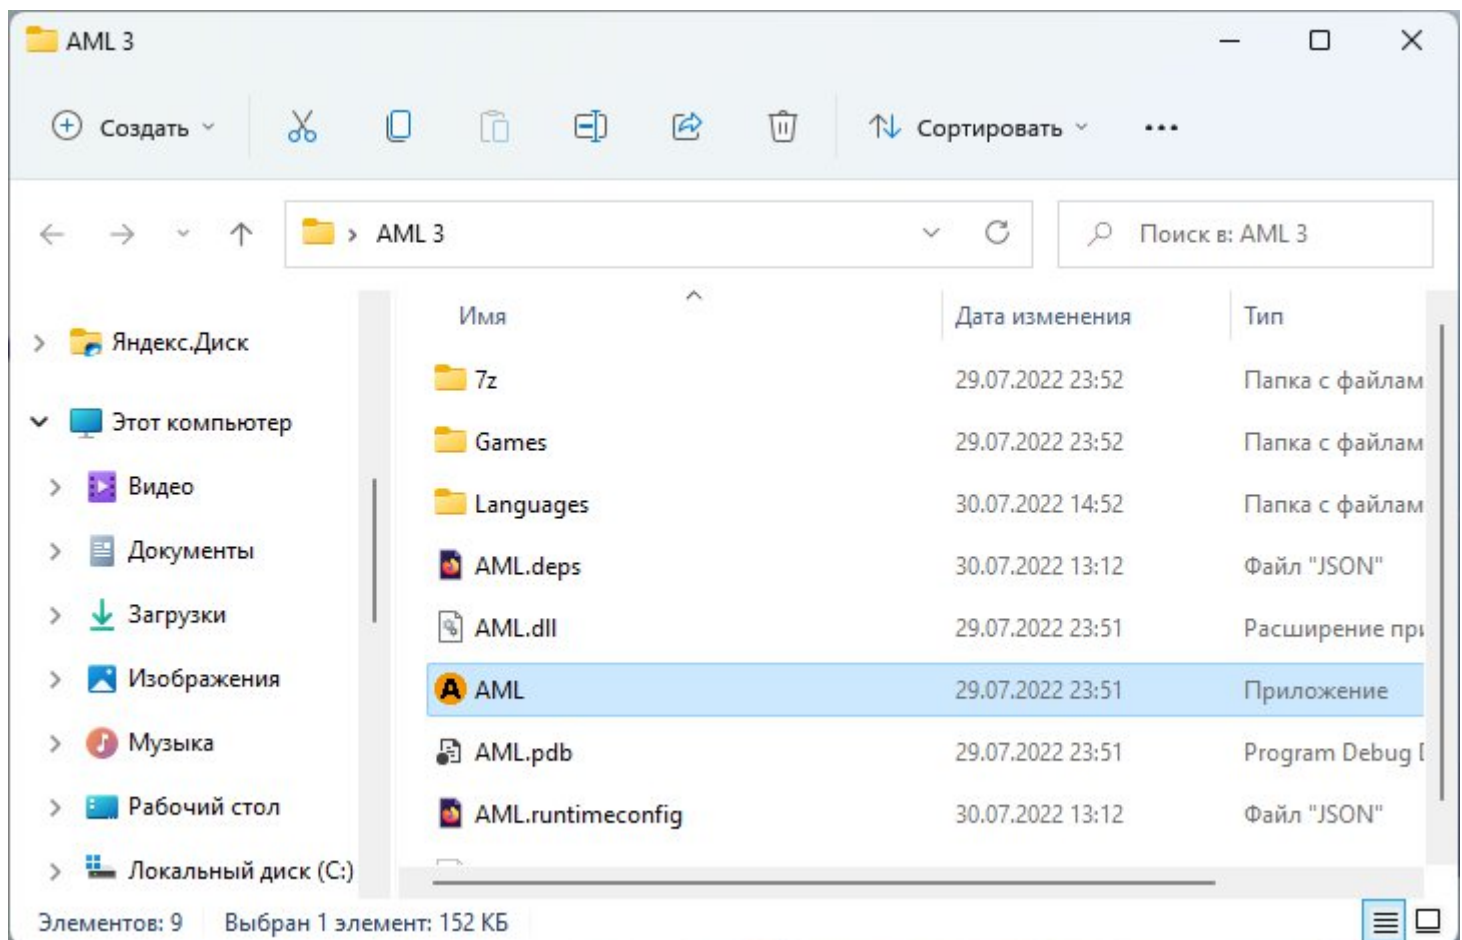 AML 3
Создать
Сортировать
AML 3
Поиск в: AML 3
Имя Дата изменения Тип
Яндекс.Диск
Этот компьютер
Видео
Документы
Загрузки
Изображения
Музыка
Рабочий стол
Локальный диск (C:)
7z 29.07.2022 23:52 Папка с файлам
Games 29.07.2022 23:52 Папка с файлам
Languages 30.07.2022 14:52 Папка с файлам
AML.deps 30.07.2022 13:12 Файл "JSON"
AML.dll 29.07.2022 23:51 Расширение при
AML 29.07.2022 23:51 Приложение
AML.pdb 29.07.2022 23:51 Program Debug D
AML.runtimeconfig 30.07.2022 13:12 Файл "JSON"
Элементов: 9 Выбран 1 элемент: 152 КБ